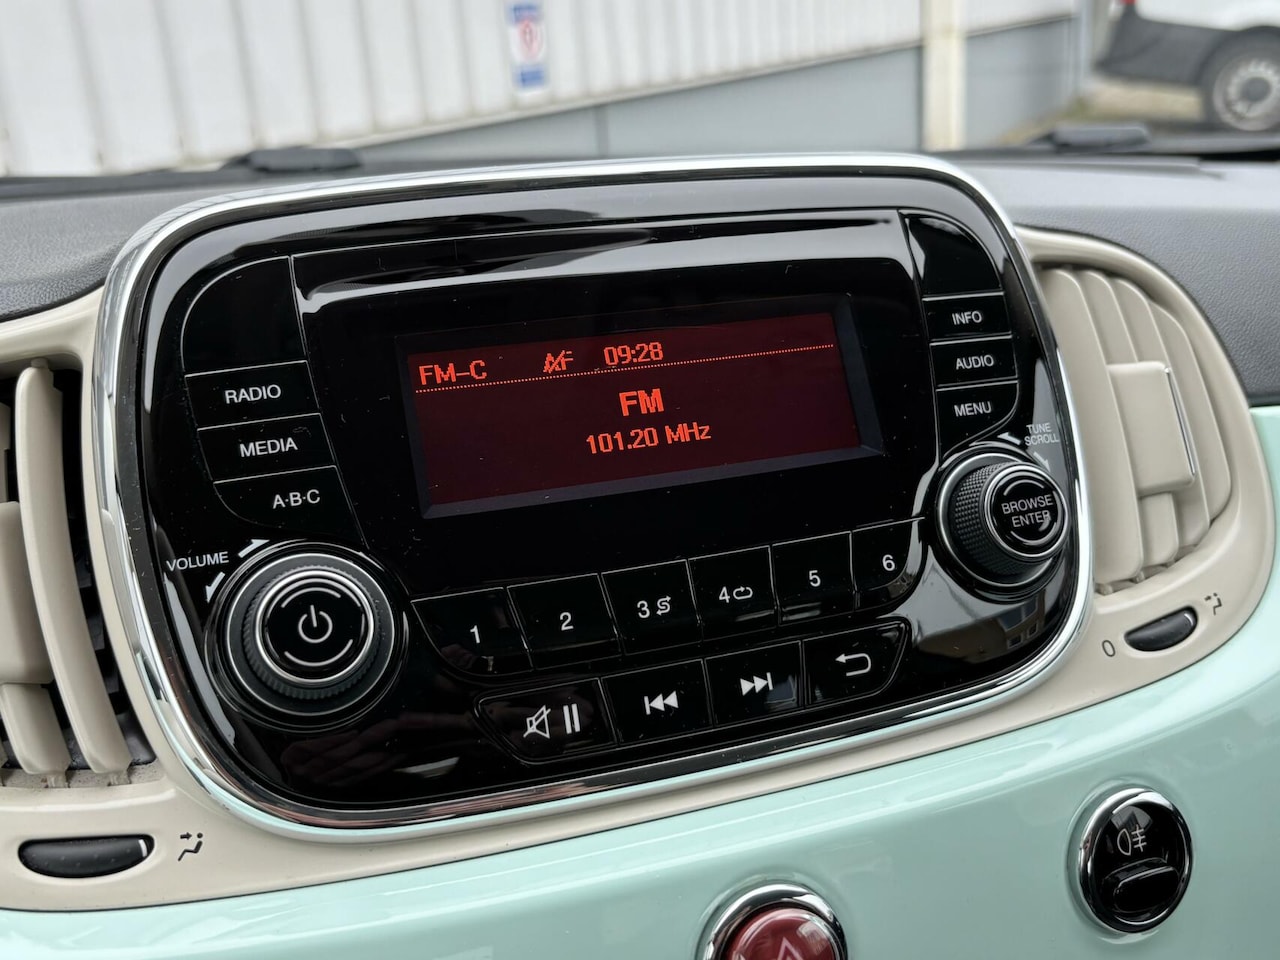 INFO
AUDIO
MENU
TUNE
SCROLL
BROWSE
ENTER
RADIO
MEDIA
A·B·C
VOLUME
FM-C AF 09:28
FM
101.20 MHz
1 2 3 4 5 6
0